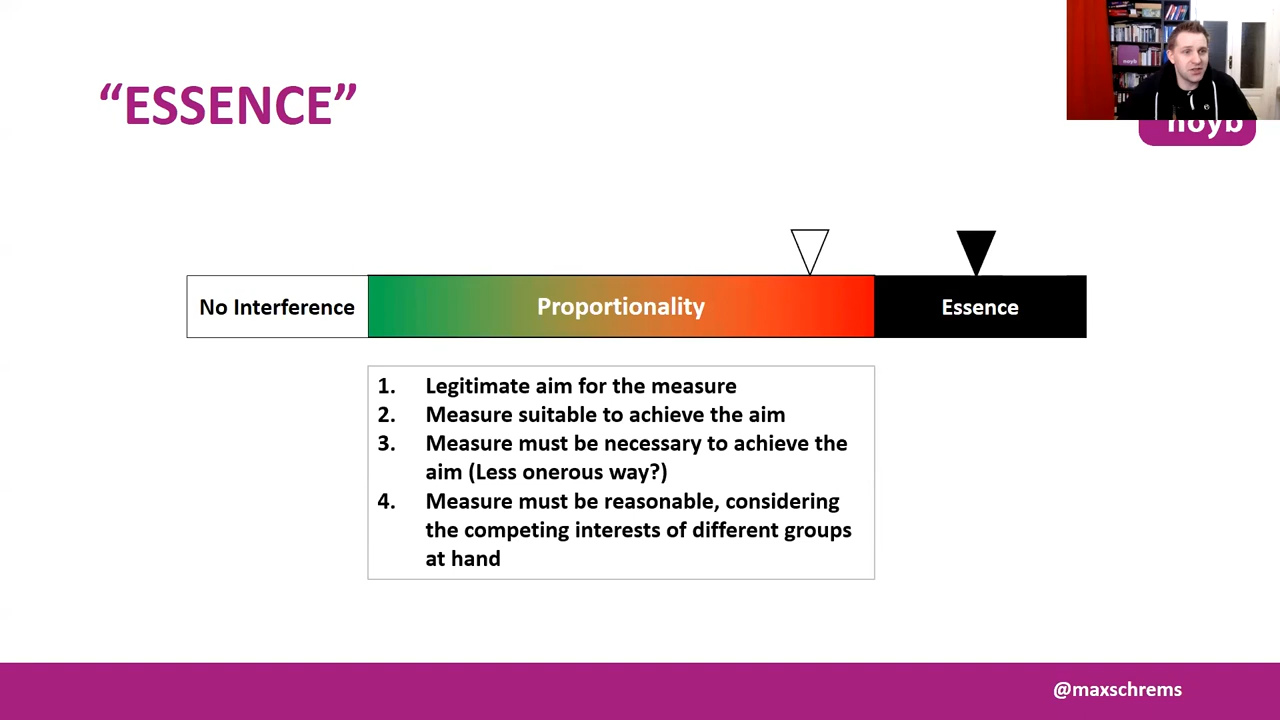 “ESSENCE”
noyb
noyb
No Interference
Proportionality
Essence
1. Legitimate aim for the measure
2. Measure suitable to achieve the aim
3. Measure must be necessary to achieve the
aim (Less onerous way?)
4. Measure must be reasonable, considering
the competing interests of different groups
at hand
@maxschrems